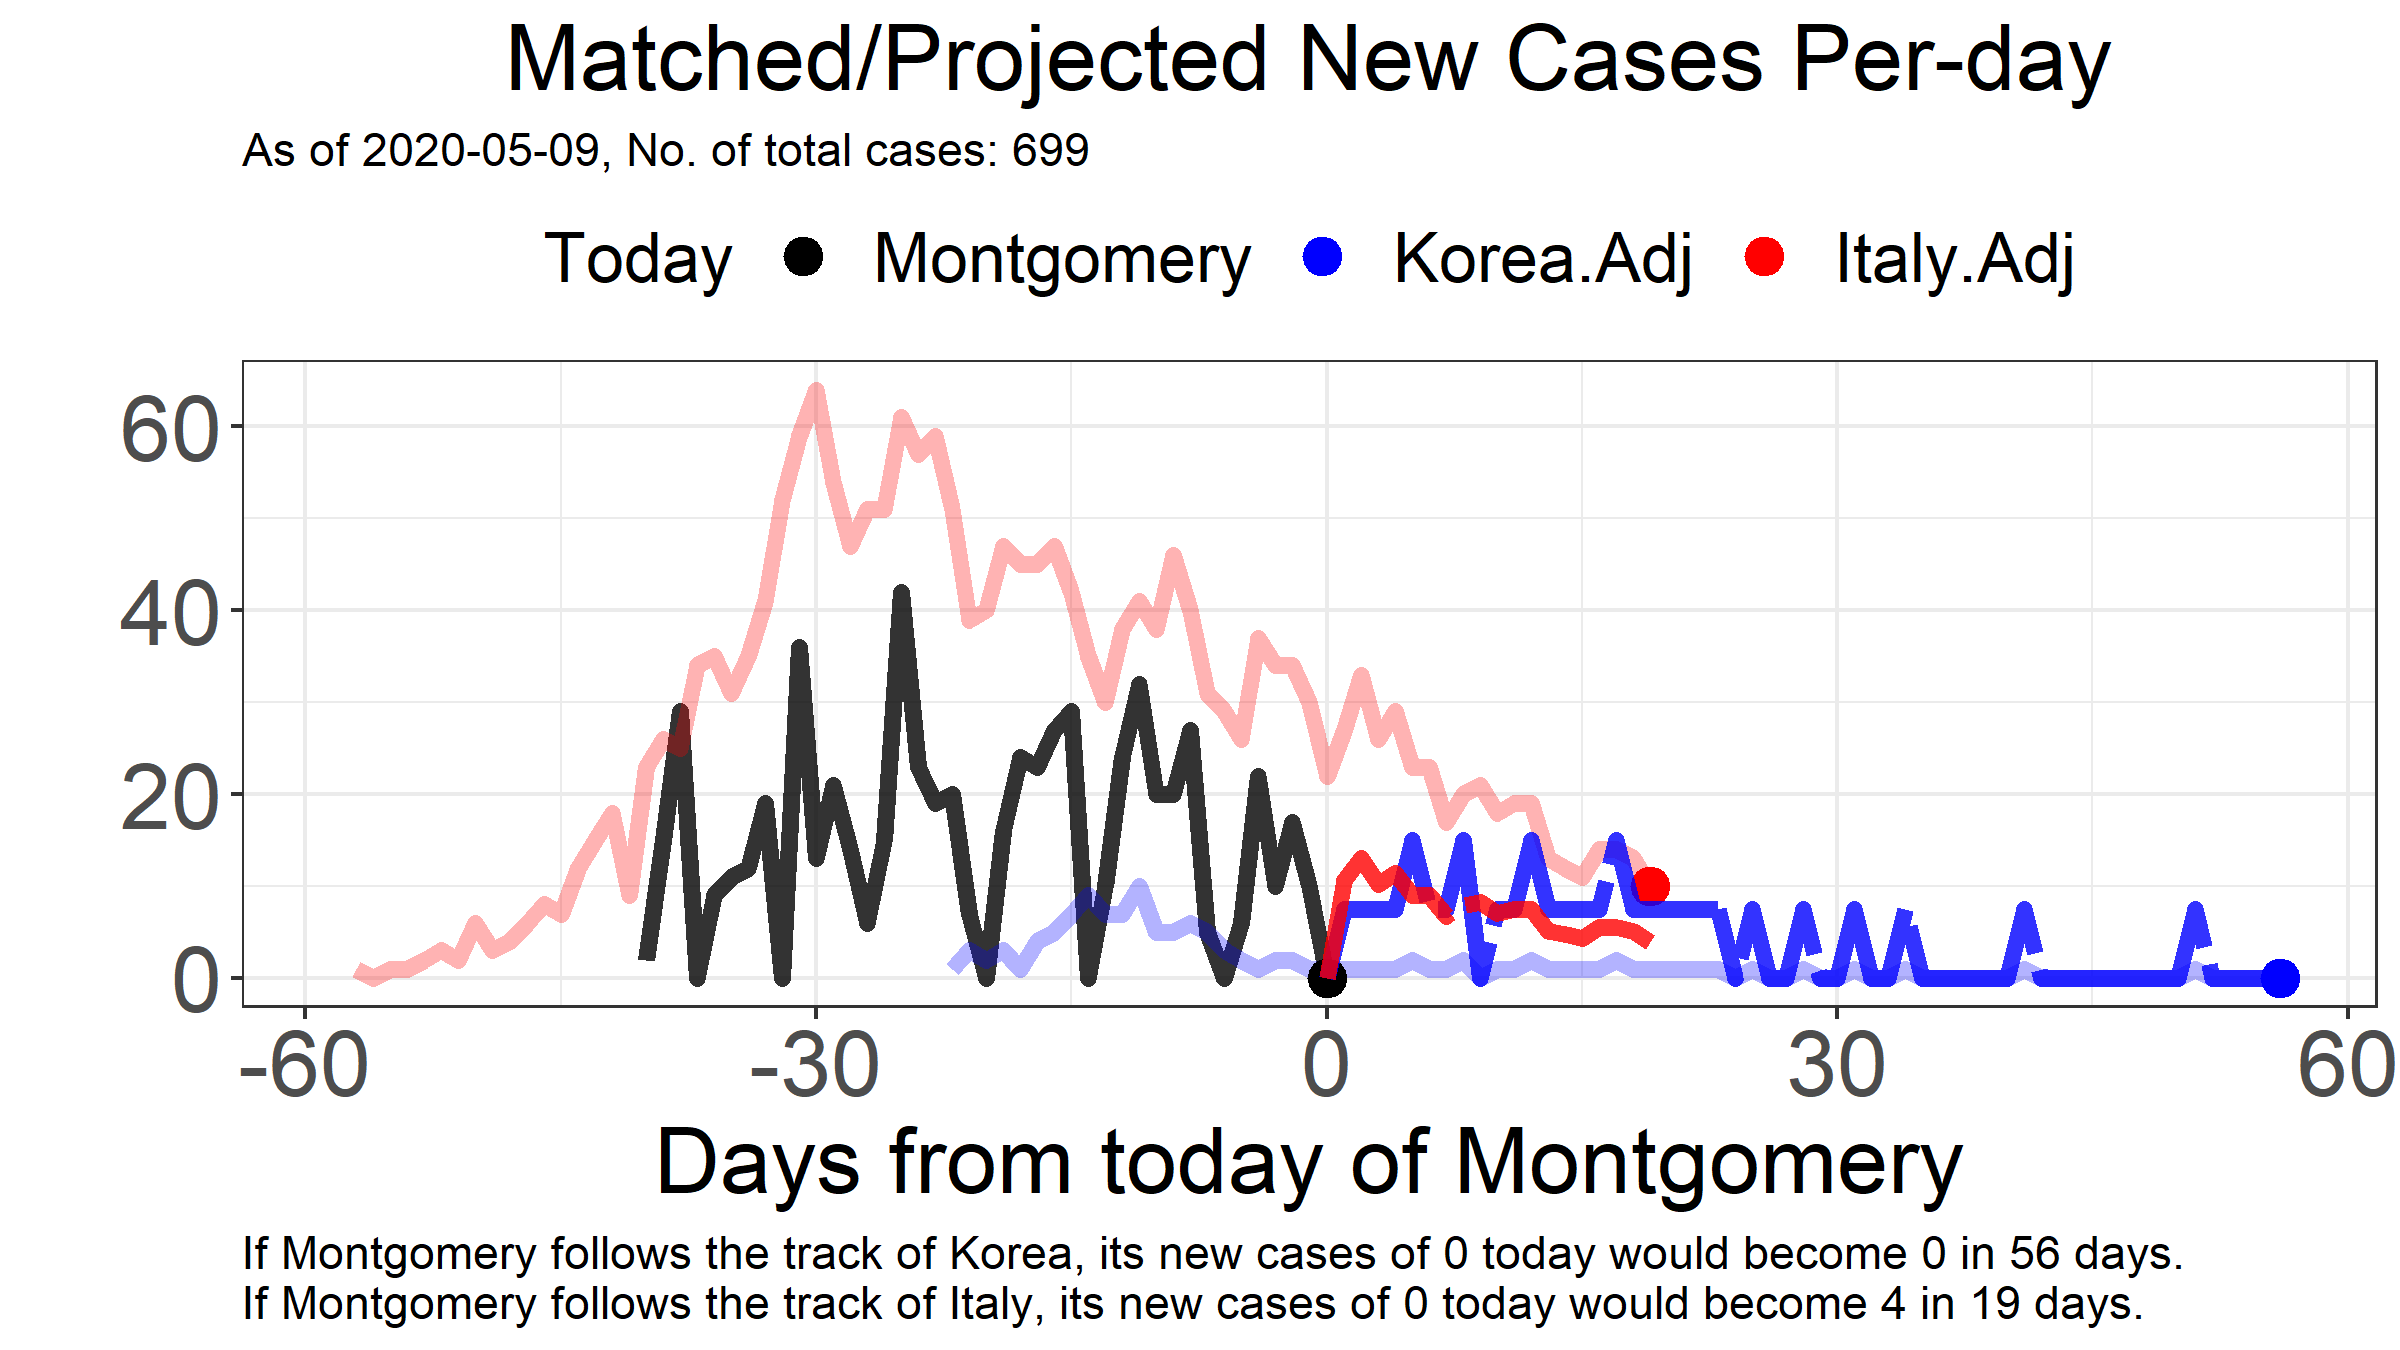 Matched/Projected New Cases Per-day
As of 2020-05-09, No. of total cases: 699
Today Montgomery Korea.Adj Italy.Adj
60
40
20
0
-60 -30 0 30 60
Days from today of Montgomery
If Montgomery follows the track of Korea, its new cases of 0 today would become 0 in 56 days.
If Montgomery follows the track of Italy, its new cases of 0 today would become 4 in 19 days.